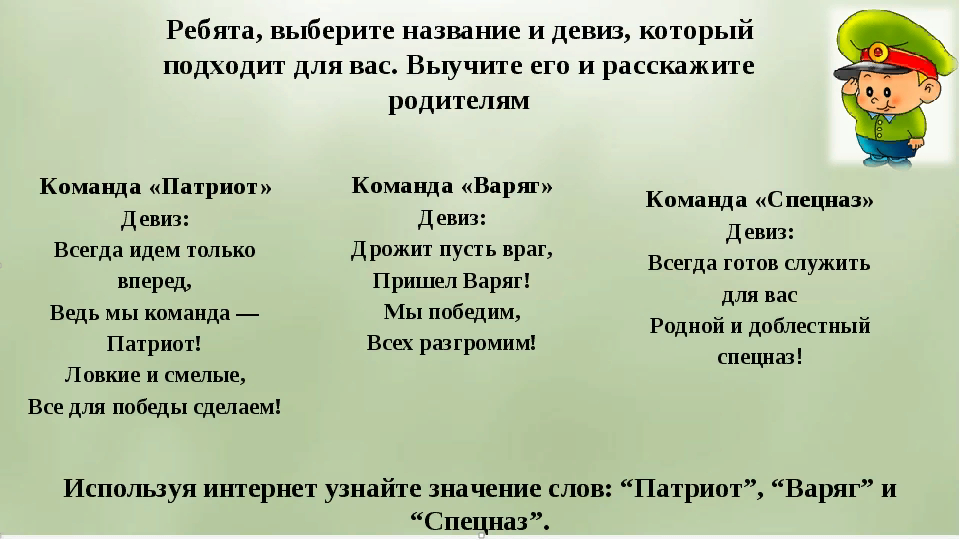 Ребята, выберите название и девиз, который
подходит для вас. Выучите его и расскажите
родителям
Команда «Патриот»
Девиз:
Всегда идем только
вперед,
Ведь мы команда —
Патриот!
Ловкие и смелые,
Все для победы сделаем!
Команда «Варяг»
Девиз:
Дрожит пусть враг,
Пришел Варяг!
Мы победим,
Всех разгромим!
Команда «Спецназ»
Девиз:
Всегда готов служить
для вас
Родной и доблестный
спецназ!
Используя интернет узнайте значение слов: “Патриот”, “Варяг” и
“Спецназ”.